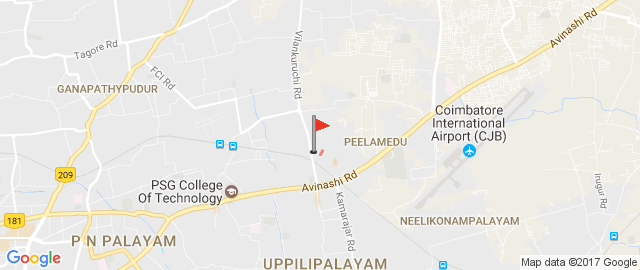 Vilankuruchi Rd
Avinashi Rd
Tagore Rd
FCI Rd
GANAPATHYPUDUR
Coimbatore
International
Airport (CJB)
PEELAMEDU
209
Avinashi Rd
PSG College
Of Technology
Irugur Rd
Kamarajar Rd
181
NEELIKONAMPALAYAM
P N PALAYAM
UPPILIPALAYAM
Google
Map data ©2017 Google